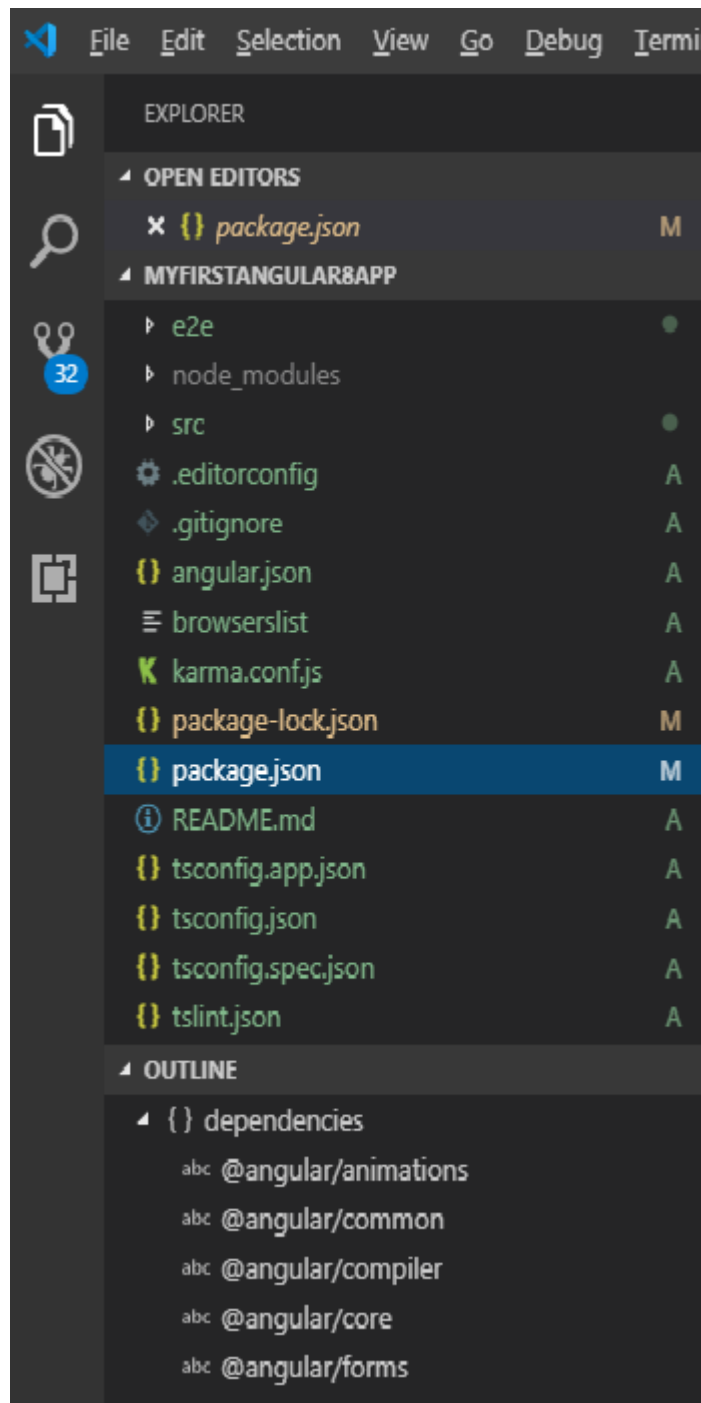 File Edit Selection View Go Debug Termi
EXPLORER
OPEN EDITORS
{} package.json M
MYFIRSTANGULAR8APP
e2e
32
node_modules
src
.editorconfig A
.gitignore A
{} angular.json A
browserslist A
K karma.conf.js A
{} package-lock.json M
{} package.json M
README.md A
{} tsconfig.app.json A
{} tsconfig.json A
{} tsconfig.spec.json A
{} tslint.json A
OUTLINE
{} dependencies
abc @angular/animations
abc @angular/common
abc @angular/compiler
abc @angular/core
abc @angular/forms